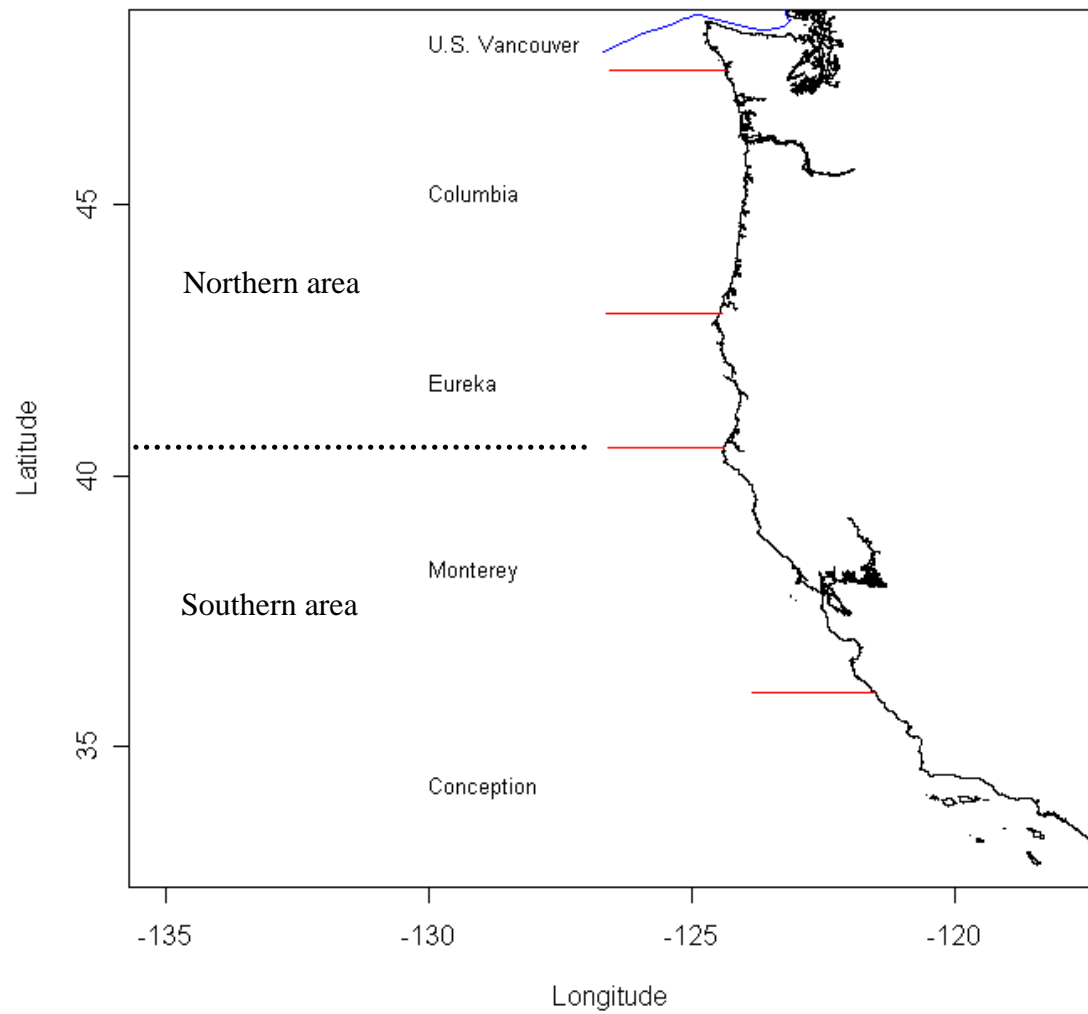 U.S. Vancouver
Columbia
Northern area
Eureka
Monterey
Southern area
Conception
Latitude
45
40
35
-135
-130
-125
-120
Longitude